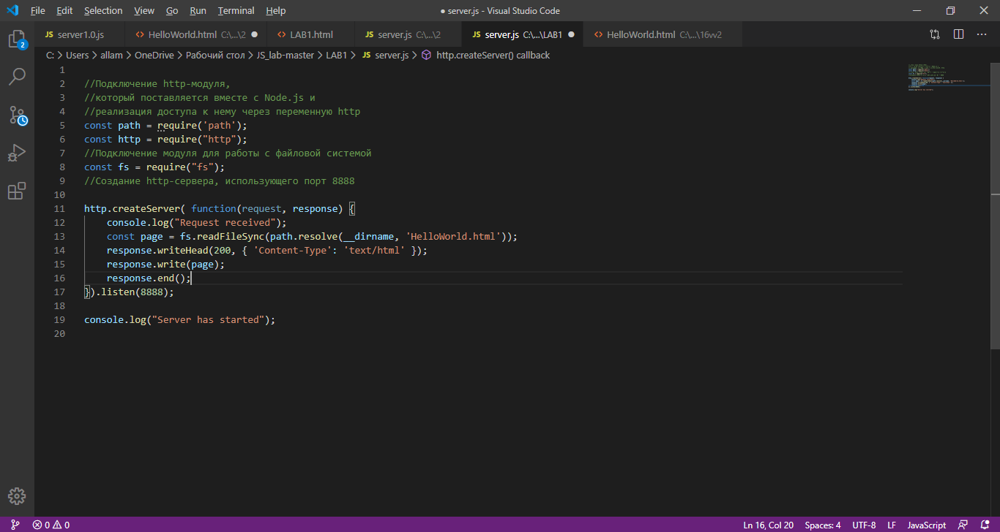 File Edit Selection View Go Run Terminal Help ● server.js - Visual Studio Code
JS server1.0.js <> HelloWorld.html C:\...\2 ● <> LAB1.html JS server.js C:\...\2 JS server.js C:\...\LAB1 ● <> HelloWorld.html C:\...\16vv2 ...
C: > Users > allam > OneDrive > Рабочий стол > JS_lab-master > LAB1 > JS server.js > http.createServer() callback
2
1
2 //Подключение http-модуля,
3 //который поставляется вместе с Node.js и
4 //реализация доступа к нему через переменную http
5 const path = require('path');
6 const http = require("http");
7 //Подключение модуля для работы с файловой системой
8 const fs = require("fs");
9 //Создание http-сервера, использующего порт 8888
10
11 http.createServer( function(request, response) {
12     console.log("Request received");
13     const page = fs.readFileSync(path.resolve(__dirname, 'HelloWorld.html'));
14     response.writeHead(200, { 'Content-Type': 'text/html' });
15     response.write(page);
16     response.end();
17 }).listen(8888);
18
19 console.log("Server has started");
20
0 0 Ln 16, Col 20 Spaces: 4 UTF-8 LF JavaScript